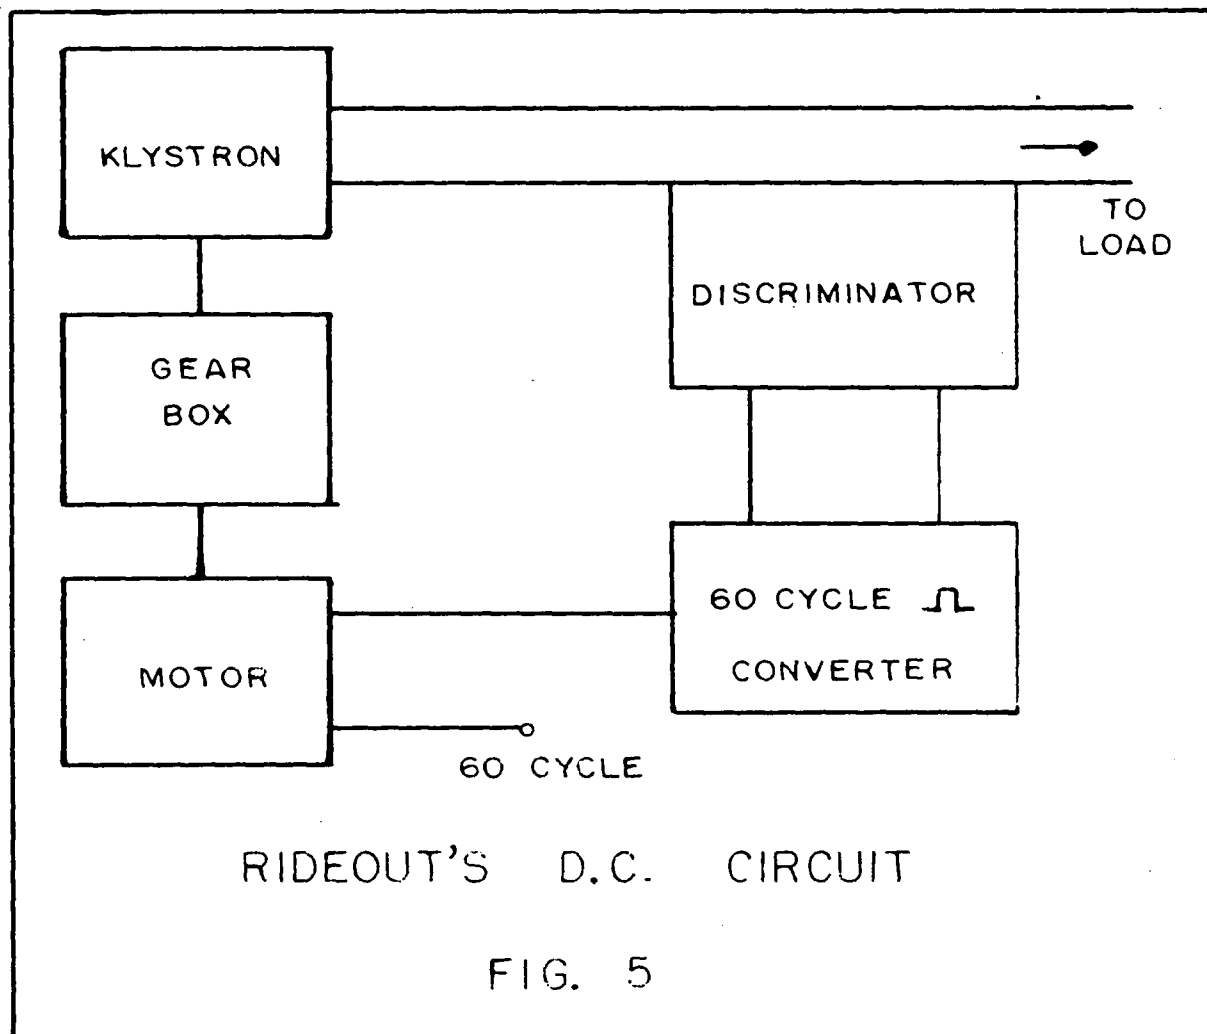 KLYSTRON
TO
LOAD
DISCRIMINATOR
GEAR
BOX
60 CYCLE
CONVERTER
MOTOR
60 CYCLE
RIDEOUT'S D.C. CIRCUIT
FIG. 5